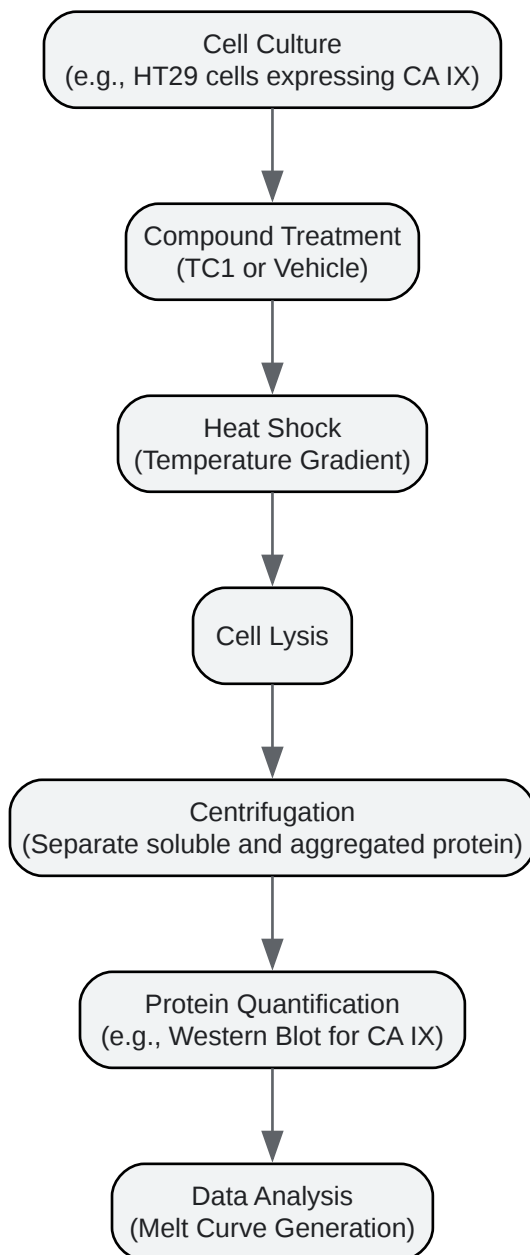 Cell Culture
(e.g., HT29 cells expressing CA IX)
Compound Treatment
(TC1 or Vehicle)
Heat Shock
(Temperature Gradient)
Cell Lysis
Centrifugation
(Separate soluble and aggregated protein)
Protein Quantification
(e.g., Western Blot for CA IX)
Data Analysis
(Melt Curve Generation)